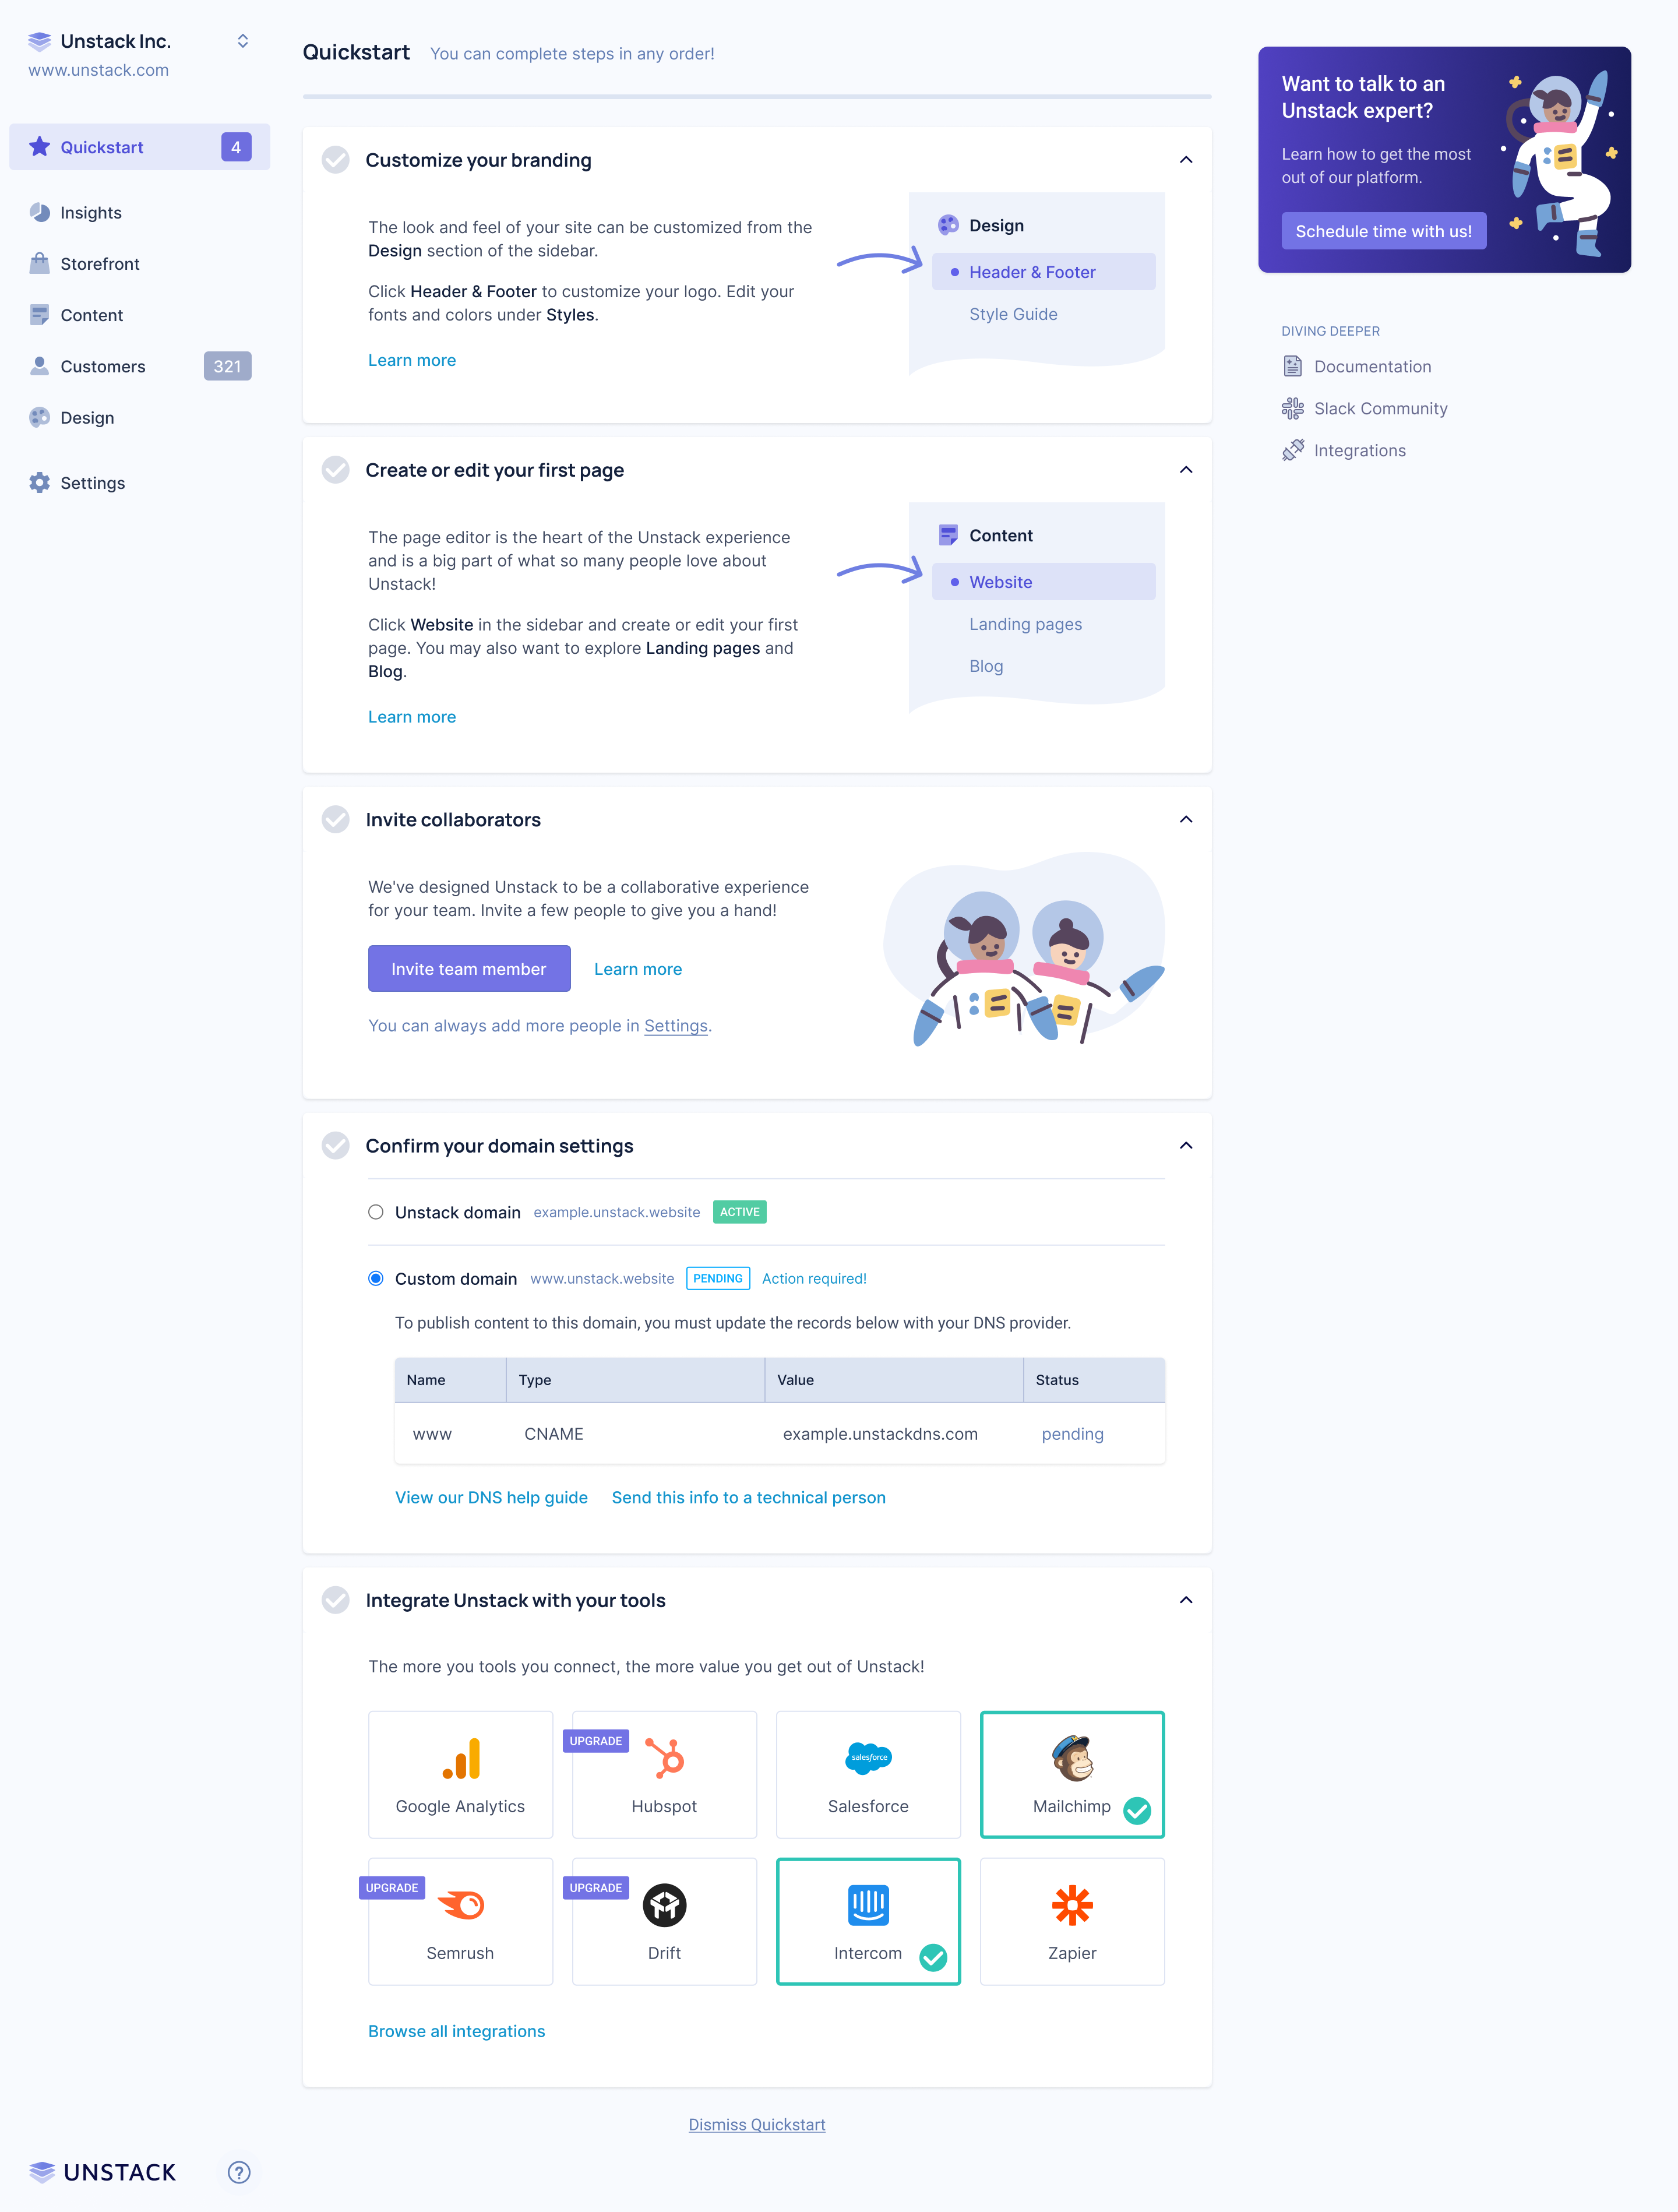 Unstack Inc.
www.unstack.com
Quickstart
4
Insights
Storefront
Content
Customers
321
Design
Settings
Quickstart
You can complete steps in any order!
Customize your branding
The look and feel of your site can be customized from the
Design section of the sidebar.
Click Header & Footer to customize your logo. Edit your
fonts and colors under Styles.
Learn more
Design
Header & Footer
Style Guide
Create or edit your first page
The page editor is the heart of the Unstack experience
and is a big part of what so many people love about
Unstack!
Click Website in the sidebar and create or edit your first
page. You may also want to explore Landing pages and
Blog.
Learn more
Content
Website
Landing pages
Blog
Invite collaborators
We've designed Unstack to be a collaborative experience
for your team. Invite a few people to give you a hand!
Invite team member
Learn more
You can always add more people in Settings.
Confirm your domain settings
Unstack domain example.unstack.website ACTIVE
Custom domain www.unstack.website PENDING Action required!
To publish content to this domain, you must update the records below with your DNS provider.
Name Type Value Status
www CNAME example.unstackdns.com pending
View our DNS help guide Send this info to a technical person
Integrate Unstack with your tools
The more you tools you connect, the more value you get out of Unstack!
Google Analytics
UPGRADE
Hubspot
salesforce
Salesforce
Mailchimp
UPGRADE
Semrush
UPGRADE
Drift
Intercom
Zapier
Browse all integrations
Dismiss Quickstart
Want to talk to an
Unstack expert?
Learn how to get the most
out of our platform.
Schedule time with us!
DIVING DEEPER
Documentation
Slack Community
Integrations
UNSTACK
?